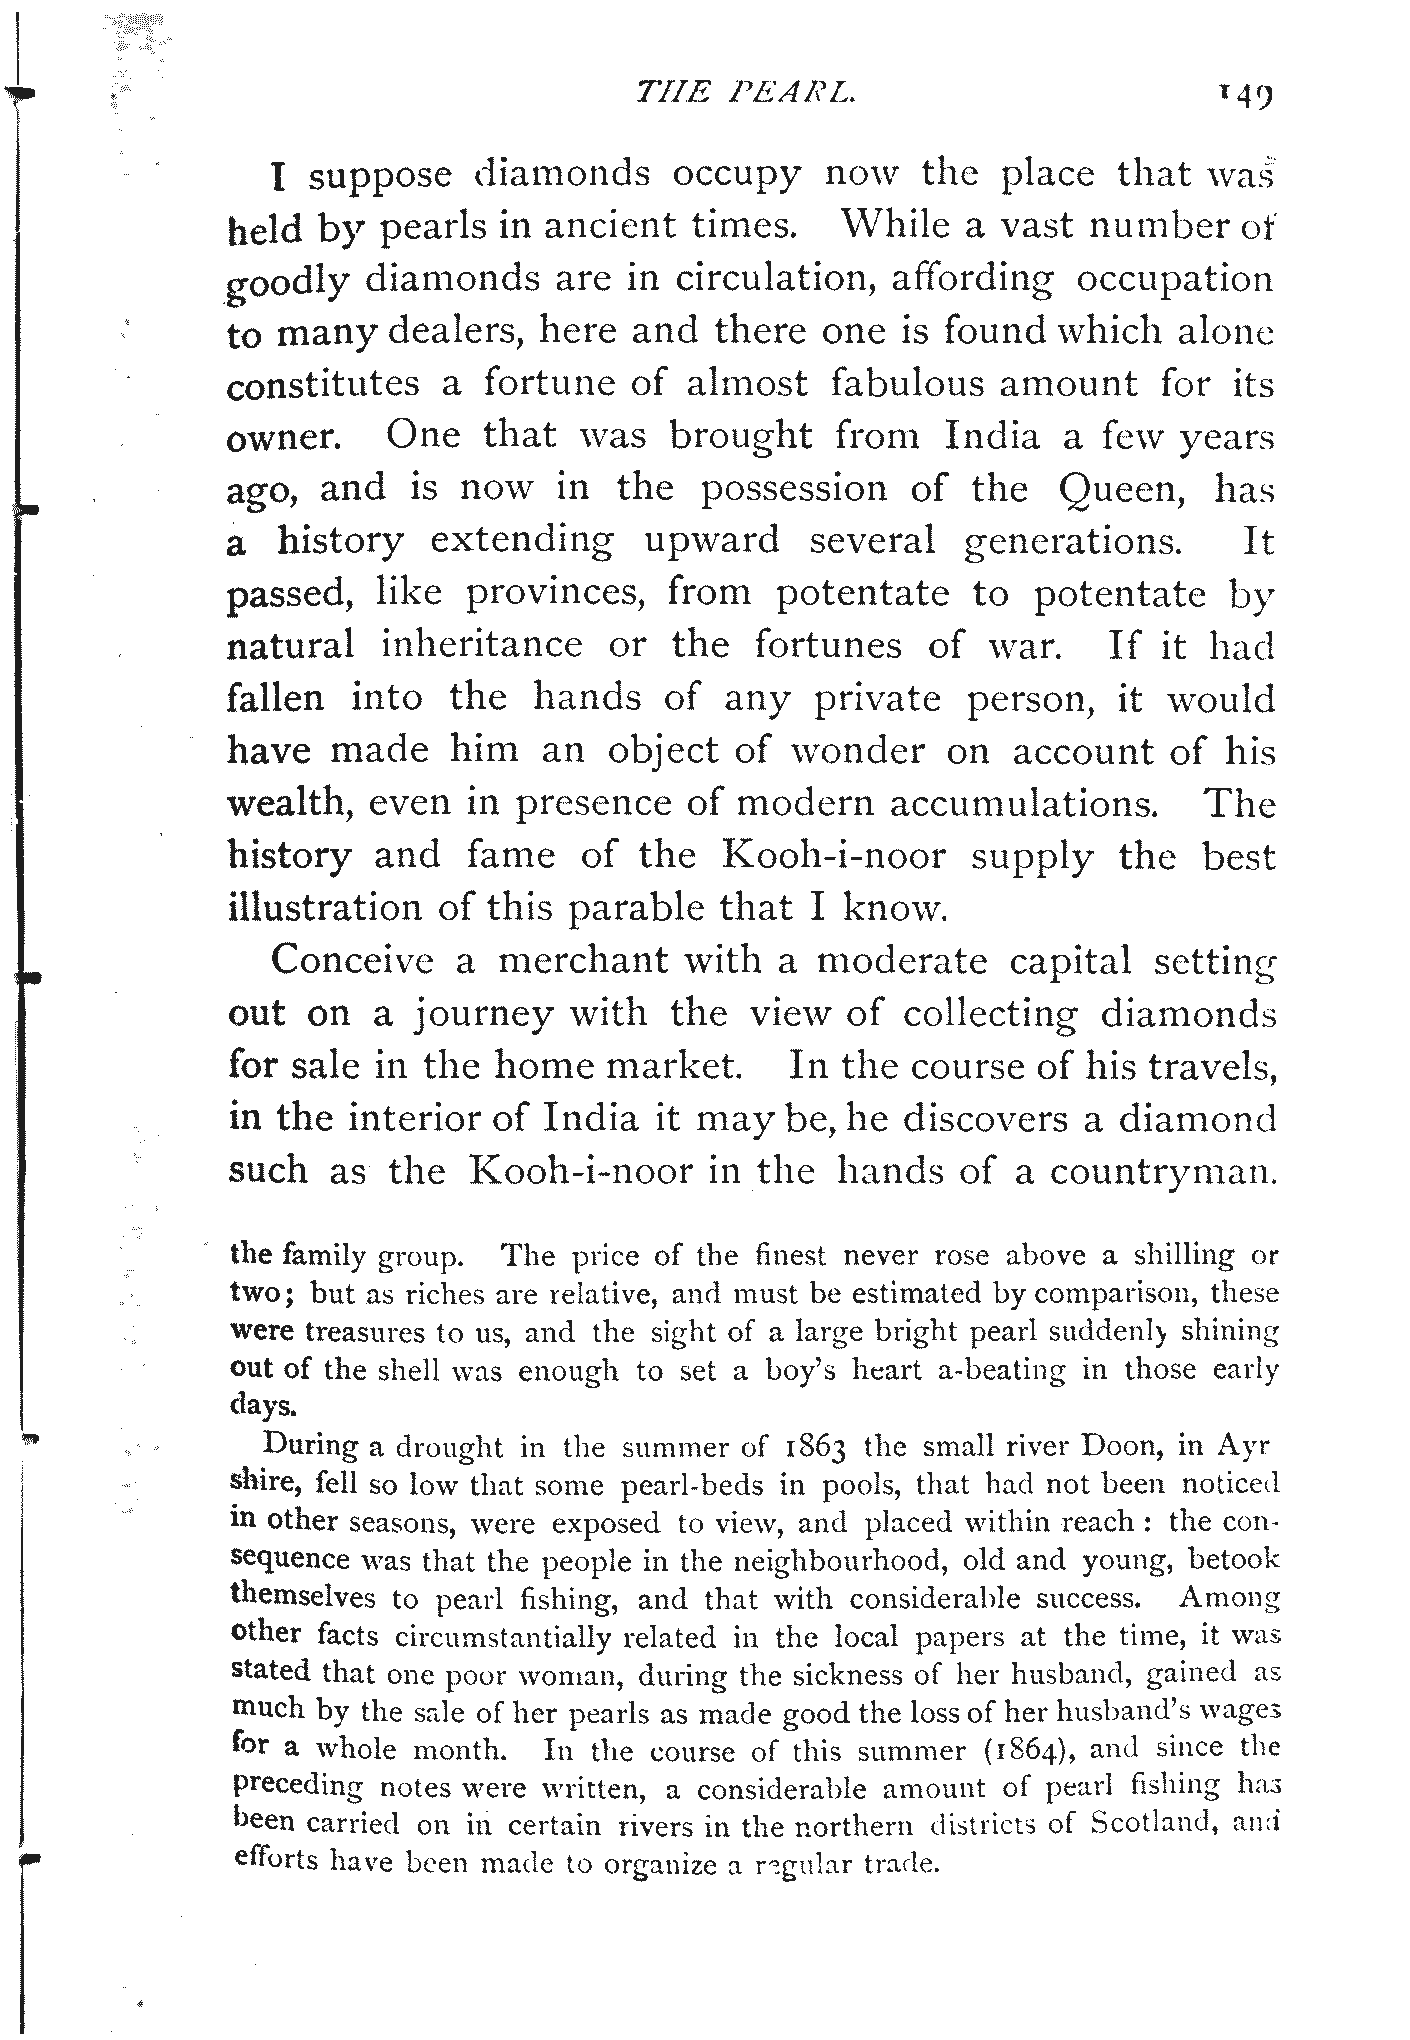 THE PEARL. 149
I suppose diamonds occupy now the place that was
held by pearls in ancient times. While a vast number of
goodly diamonds are in circulation, affording occupation
to many dealers, here and there one is found which alone
constitutes a fortune of almost fabulous amount for its
owner. One that was brought from India a few years
ago, and is now in the possession of the Queen, has
a history extending upward several generations. It
passed, like provinces, from potentate to potentate by
natural inheritance or the fortunes of war. If it had
fallen into the hands of any private person, it would
have made him an object of wonder on account of his
wealth, even in presence of modern accumulations. The
history and fame of the Kooh-i-noor supply the best
illustration of this parable that I know.
Conceive a merchant with a moderate capital setting
out on a journey with the view of collecting diamonds
for sale in the home market. In the course of his travels,
in the interior of India it may be, he discovers a diamond
such as the Kooh-i-noor in the hands of a countryman.
the family group. The price of the finest never rose above a shilling or
two; but as riches are relative, and must be estimated by comparison, these
were treasures to us, and the sight of a large bright pearl suddenly shining
out of the shell was enough to set a boy's heart a-beating in those early
days.
During a drought in the summer of 1863 the small river Doon, in Ayr
shire, fell so low that some pearl-beds in pools, that had not been noticed
in other seasons, were exposed to view, and placed within reach: the con-
sequence was that the people in the neighbourhood, old and young, betook
themselves to pearl fishing, and that with considerable success. Among
other facts circumstantially related in the local papers at the time, it was
stated that one poor woman, during the sickness of her husband, gained as
much by the sale of her pearls as made good the loss of her husband's wages
for a whole month. In the course of this summer (1864), and since the
preceding notes were written, a considerable amount of pearl fishing has
been carried on in certain rivers in the northern districts of Scotland, and
efforts have been made to organize a regular trade.